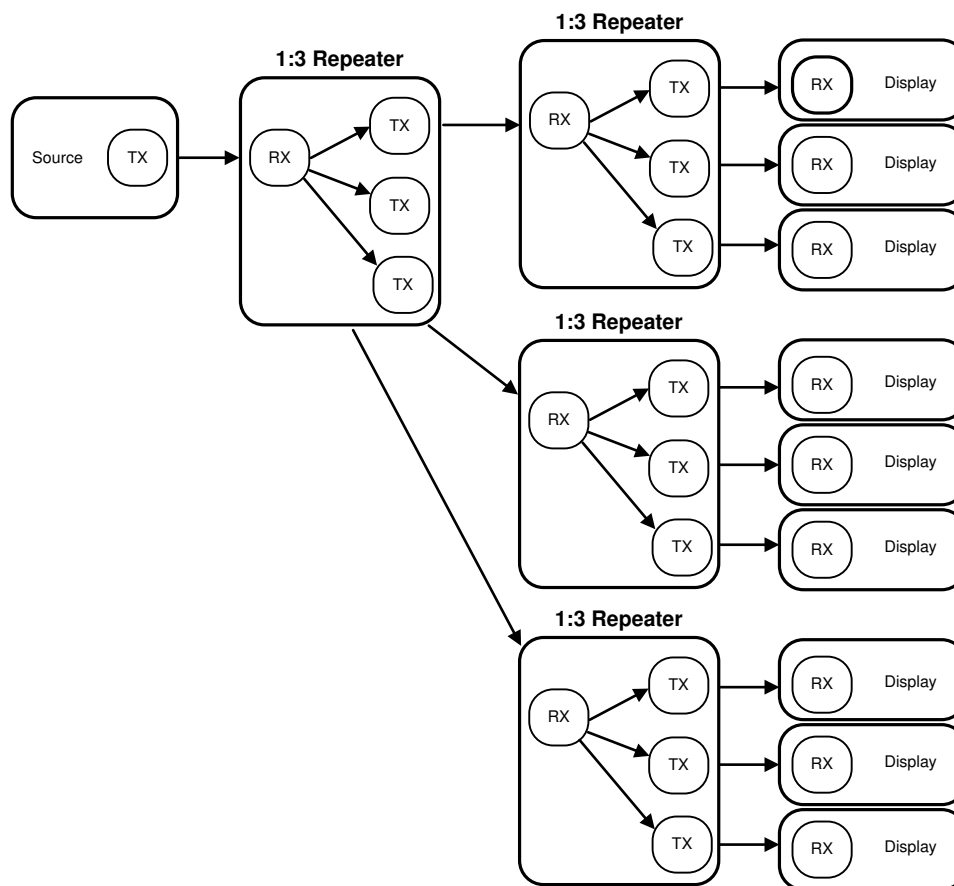 1:3 Repeater
1:3 Repeater
Source
TX
RX
TX
TX
TX
RX
TX
TX
TX
RX
Display
RX
Display
RX
Display
1:3 Repeater
RX
TX
TX
TX
RX
Display
RX
Display
RX
Display
1:3 Repeater
RX
TX
TX
TX
RX
Display
RX
Display
RX
Display